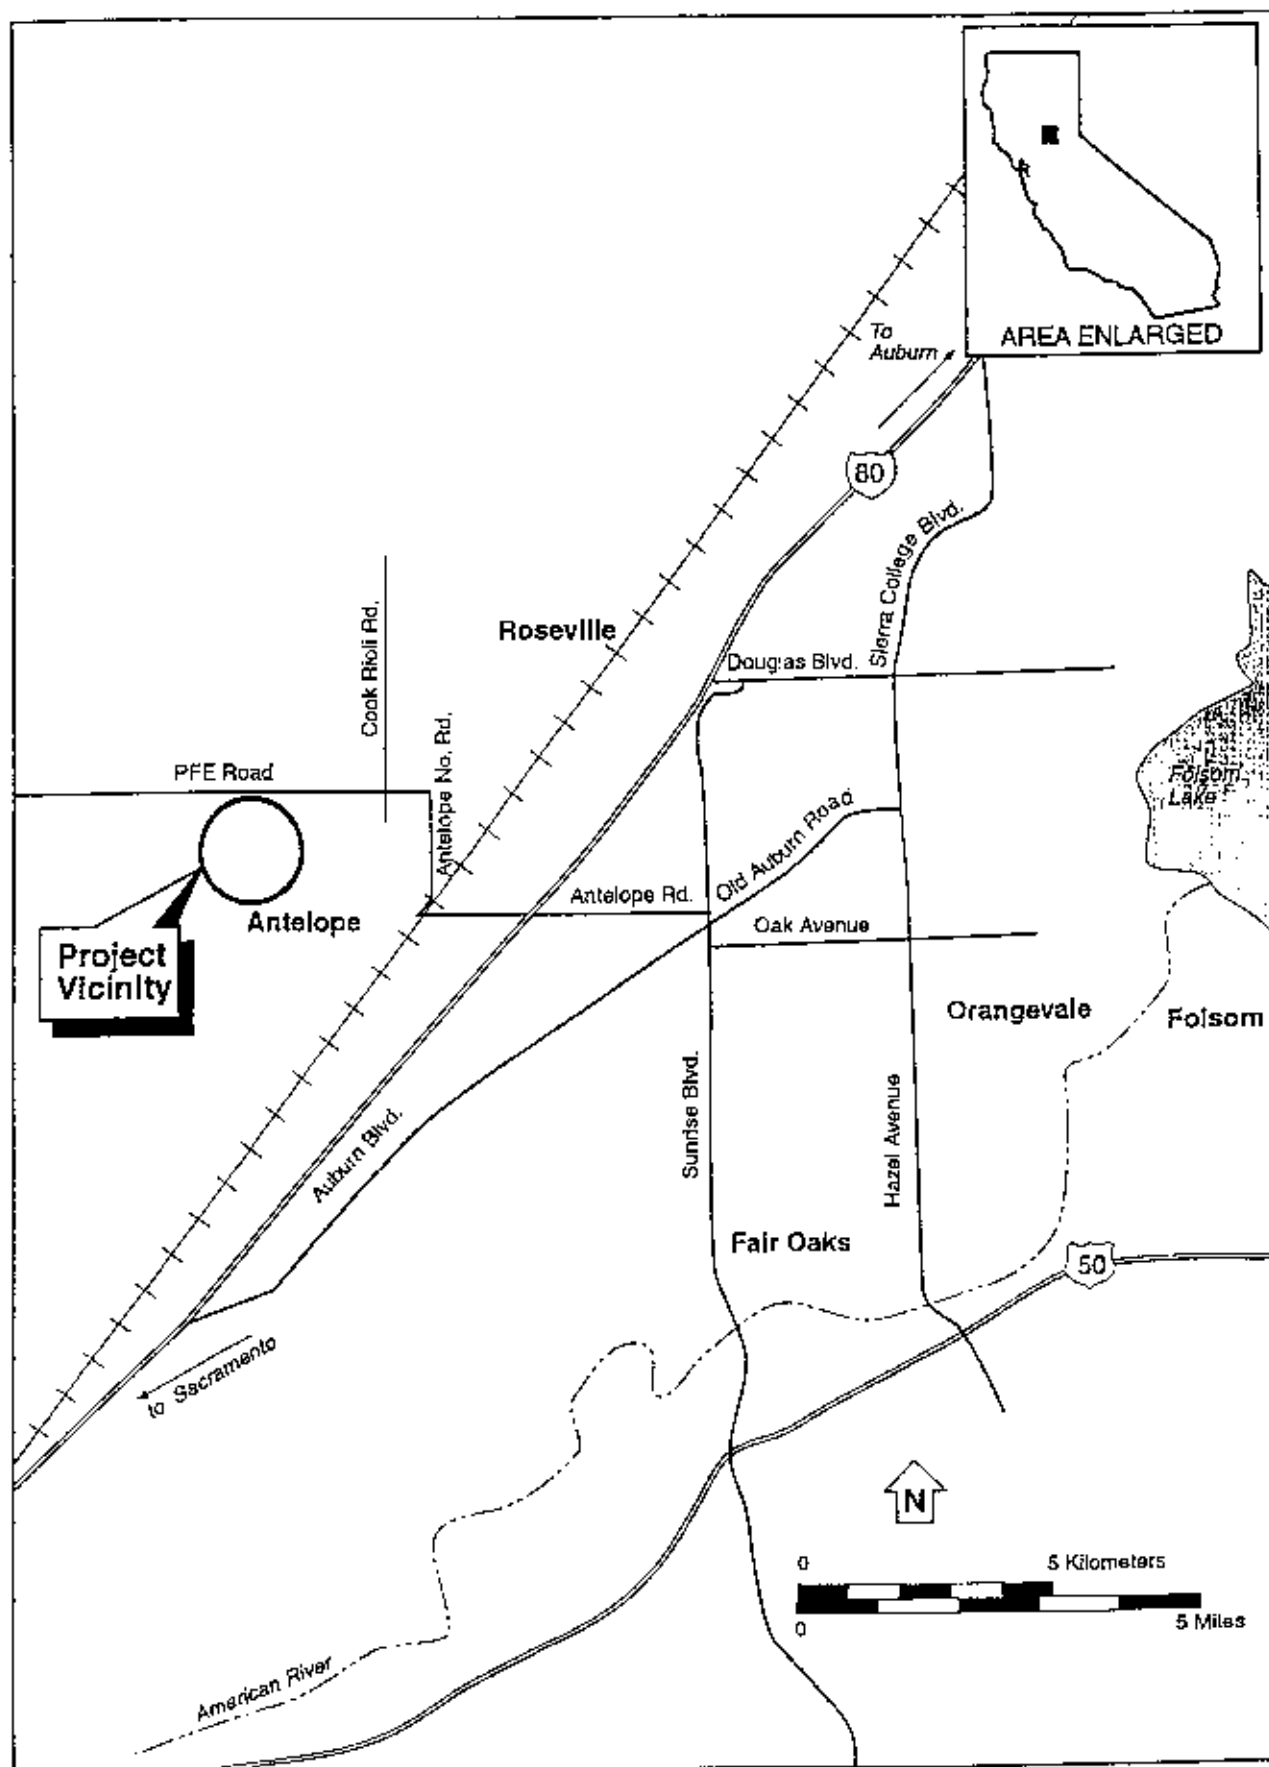 AREA ENLARGED
To
Auburn
80
Sierra College Blvd.
Cook Rioli Rd.
Roseville
Douglas Blvd.
Antelope No. Rd.
PFE Road
Folsom
Lake
Old Auburn Road
Antelope Rd.
Antelope
Oak Avenue
Project
Vicinity
Orangevale
Folsom
Sunrise Blvd.
Hazel Avenue
Auburn Blvd.
Fair Oaks
50
to Sacramento
N
0
5 Kilometers
0
5 Miles
American River